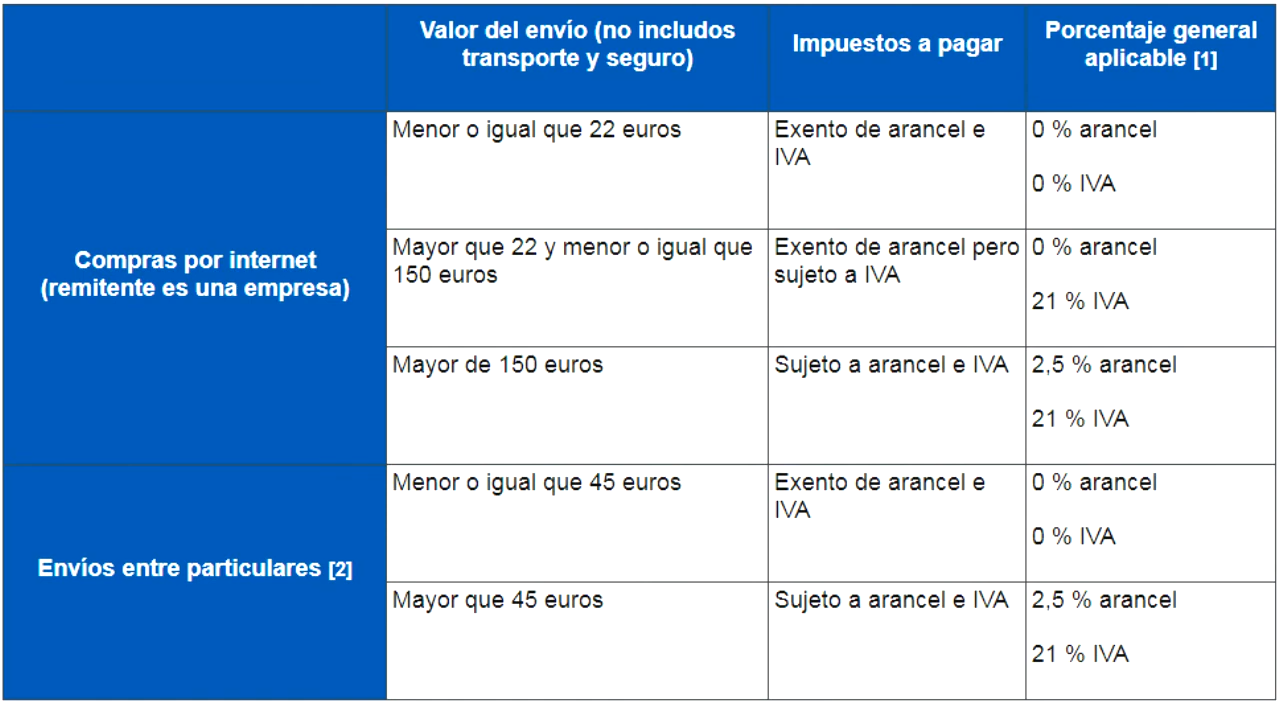 Valor del envío (no includos
transporte y seguro)
Impuestos a pagar
Porcentaje general
aplicable [1]
Compras por internet
(remitente es una empresa)
Menor o igual que 22 euros
Exento de arancel e
IVA
0 % arancel
0 % IVA
Mayor que 22 y menor o igual que
150 euros
Exento de arancel pero
sujeto a IVA
0 % arancel
21 % IVA
Mayor de 150 euros
Sujeto a arancel e IVA
2,5 % arancel
21 % IVA
Envíos entre particulares [2]
Menor o igual que 45 euros
Exento de arancel e
IVA
0 % arancel
0 % IVA
Mayor que 45 euros
Sujeto a arancel e IVA
2,5 % arancel
21 % IVA